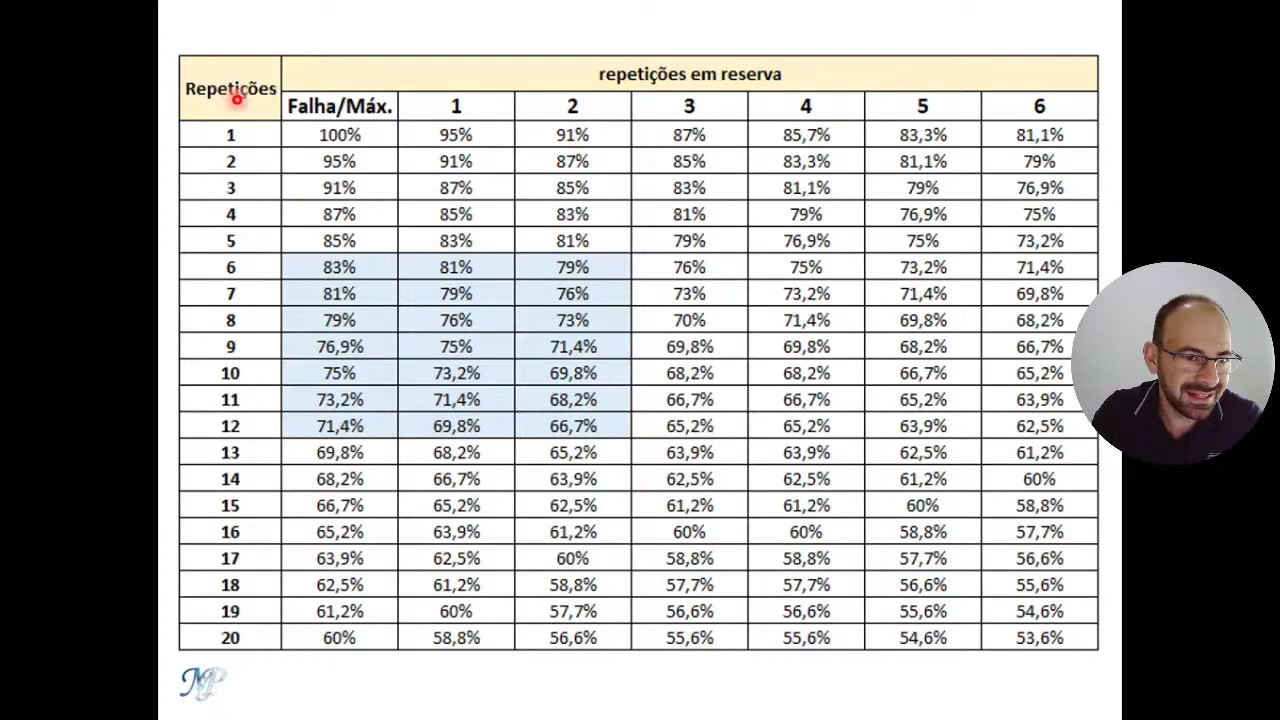 Repetições repetições em reserva
Falha/Máx. 1 2 3 4 5 6
1 100% 95% 91% 87% 85,7% 83,3% 81,1%
2 95% 91% 87% 85% 83,3% 81,1% 79%
3 91% 87% 85% 83% 81,1% 79% 76,9%
4 87% 85% 83% 81% 79% 76,9% 75%
5 85% 83% 81% 79% 76,9% 75% 73,2%
6 83% 81% 79% 76% 75% 73,2% 71,4%
7 81% 79% 76% 73% 73,2% 71,4% 69,8%
8 79% 76% 73% 70% 71,4% 69,8% 68,2%
9 76,9% 75% 71,4% 69,8% 69,8% 68,2% 66,7%
10 75% 73,2% 69,8% 68,2% 68,2% 66,7% 65,2%
11 73,2% 71,4% 68,2% 66,7% 66,7% 65,2% 63,9%
12 71,4% 69,8% 66,7% 65,2% 65,2% 63,9% 62,5%
13 69,8% 68,2% 65,2% 63,9% 63,9% 62,5% 61,2%
14 68,2% 66,7% 63,9% 62,5% 62,5% 61,2% 60%
15 66,7% 65,2% 62,5% 61,2% 61,2% 60% 58,8%
16 65,2% 63,9% 61,2% 60% 60% 58,8% 57,7%
17 63,9% 62,5% 60% 58,8% 58,8% 57,7% 56,6%
18 62,5% 61,2% 58,8% 57,7% 57,7% 56,6% 55,6%
19 61,2% 60% 57,7% 56,6% 56,6% 55,6% 54,6%
20 60% 58,8% 56,6% 55,6% 55,6% 54,6% 53,6%
MP